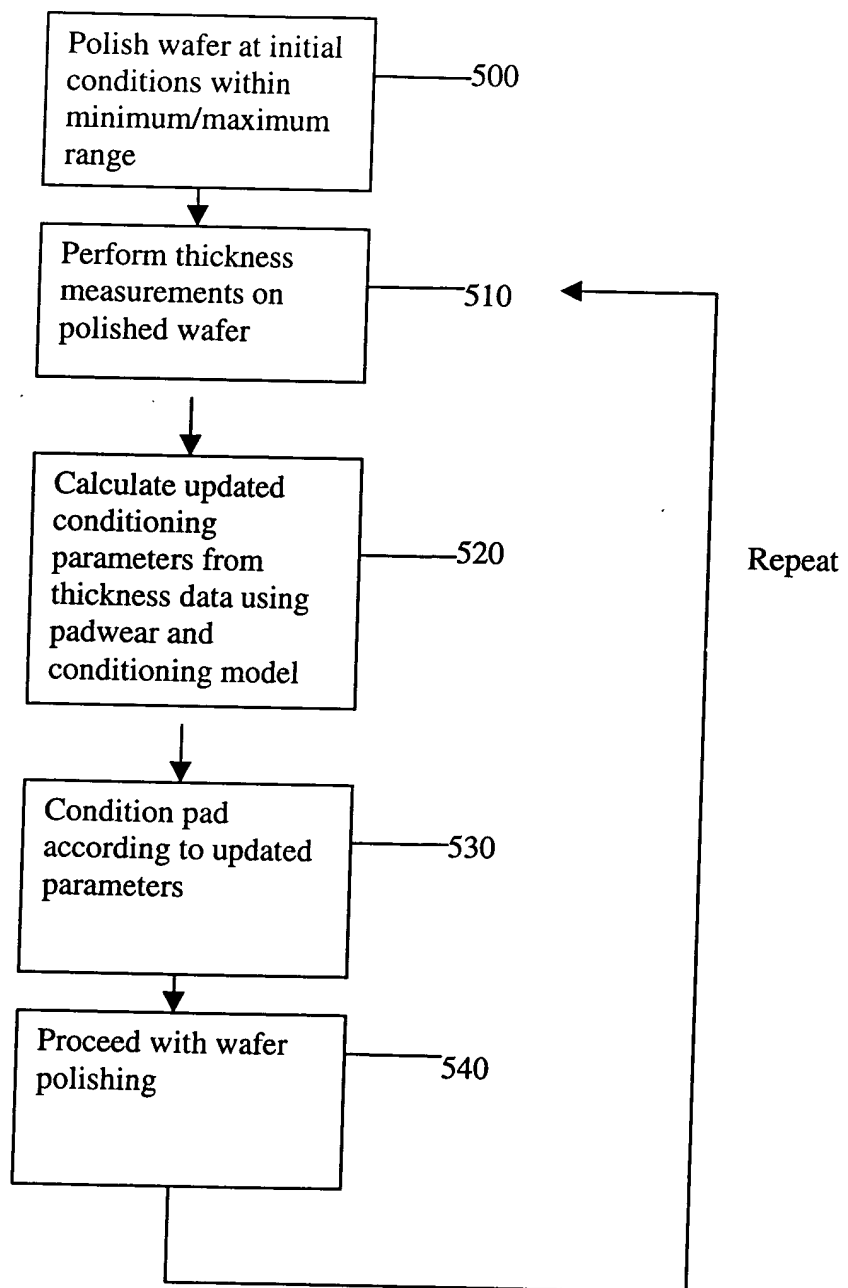 Polish wafer at initial
conditions within
minimum/maximum
range
500
Perform thickness
measurements on
polished wafer
510
Calculate updated
conditioning
parameters from
thickness data using
padwear and
conditioning model
520
Repeat
Condition pad
according to updated
parameters
530
Proceed with wafer
polishing
540